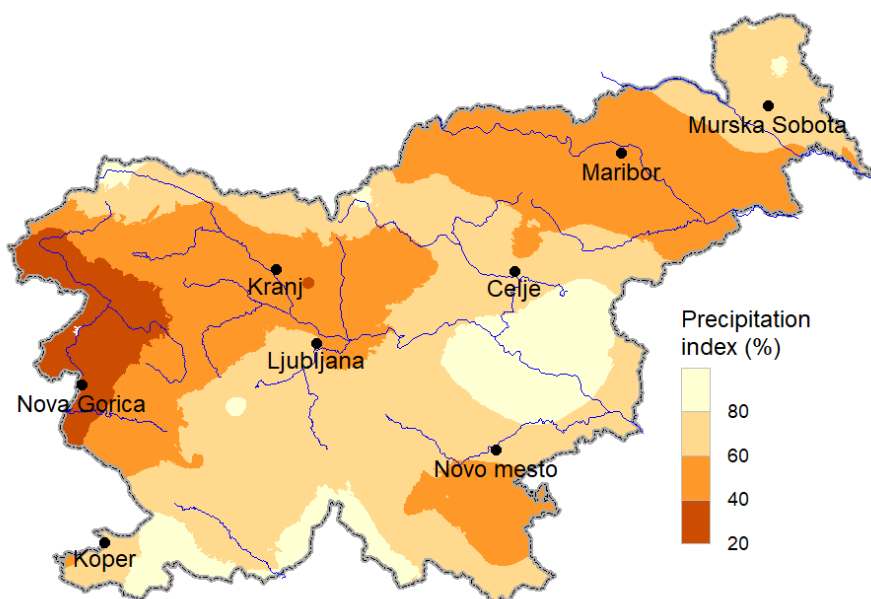 Murska Sobota
Maribor
Kranj
Celje
Ljubljana
Nova Gorica
Novo mesto
Koper
Precipitation
index (%)
80
60
40
20